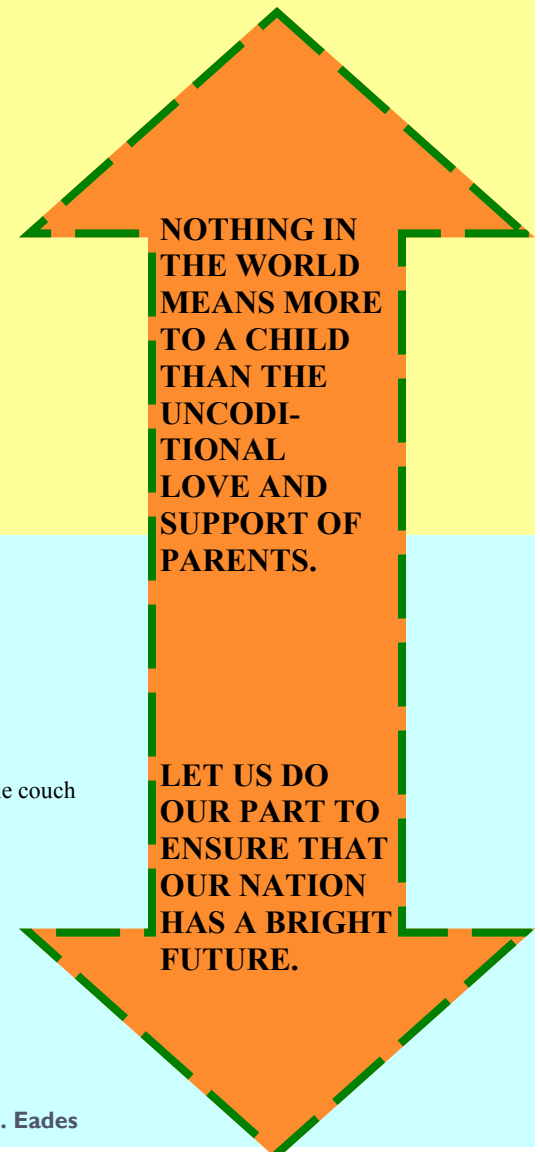 NOTHING IN
THE WORLD
MEANS MORE
TO A CHILD
THAN THE
UNCODI-
TIONAL
LOVE AND
SUPPORT OF
PARENTS.
LET US DO
OUR PART TO
ENSURE THAT
OUR NATION
HAS A BRIGHT
FUTURE.
couch
. Eades